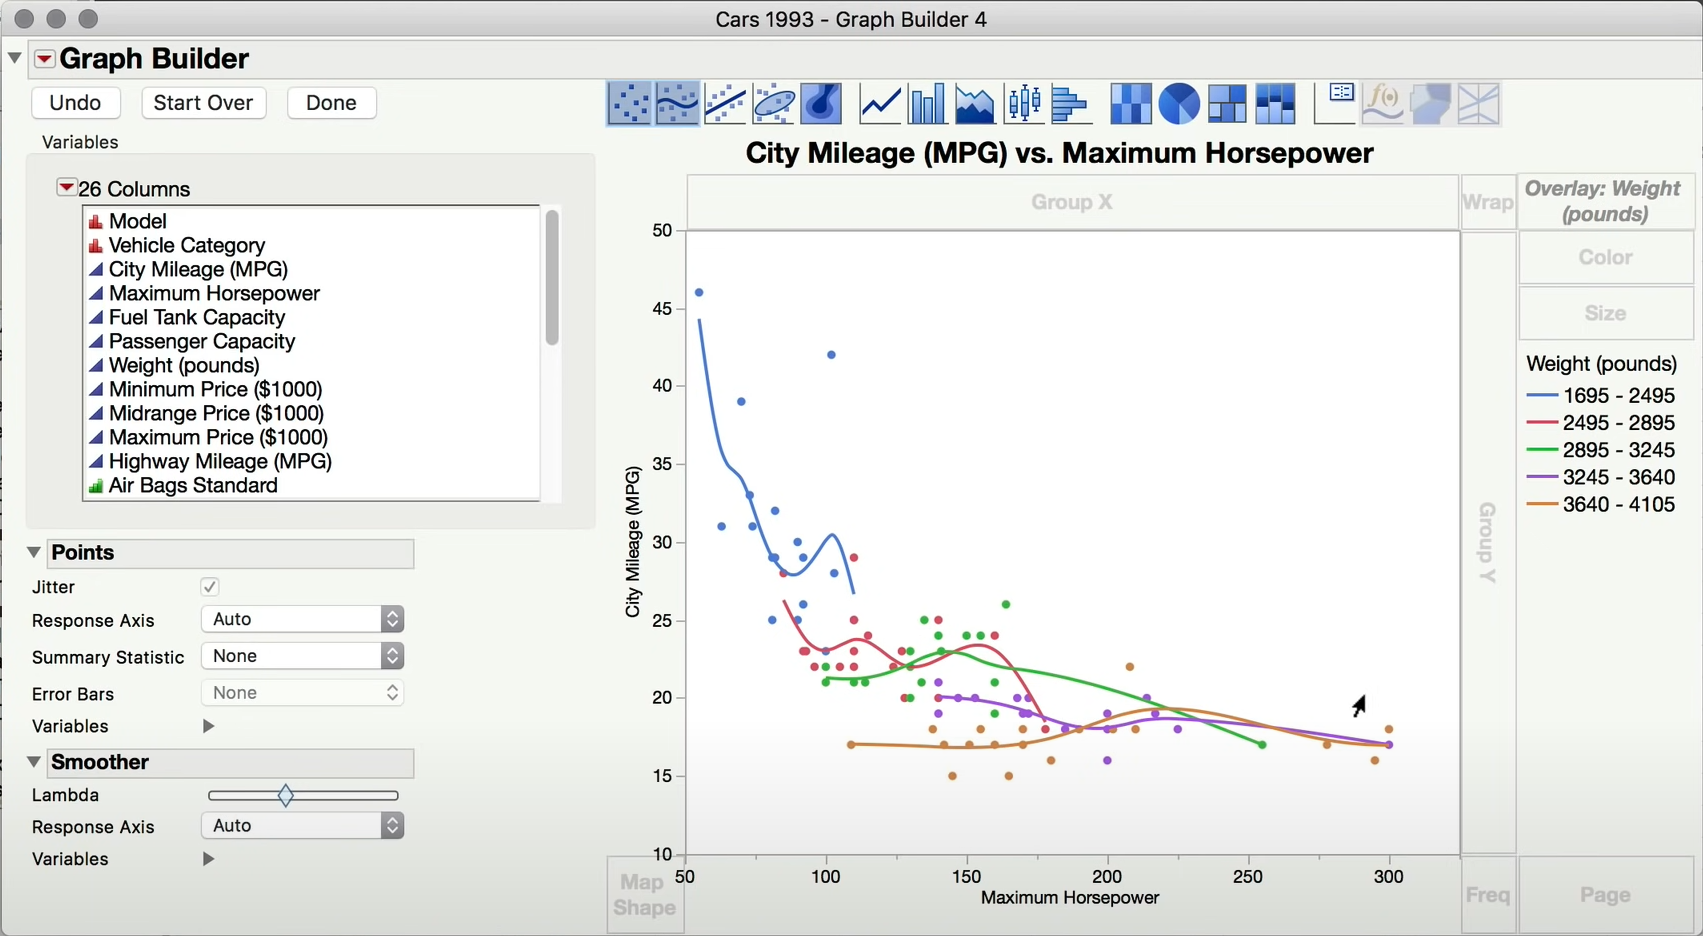 Cars 1993 - Graph Builder 4
Graph Builder
Undo
Start Over
Done
Variables
26 Columns
Model
Vehicle Category
City Mileage (MPG)
Maximum Horsepower
Fuel Tank Capacity
Passenger Capacity
Weight (pounds)
Minimum Price ($1000)
Midrange Price ($1000)
Maximum Price ($1000)
Highway Mileage (MPG)
Air Bags Standard
Points
Jitter
Response Axis
Auto
Summary Statistic
None
Error Bars
None
Variables
Smoother
Lambda
Response Axis
Auto
Variables
City Mileage (MPG) vs. Maximum Horsepower
Group X
Wrap
Overlay: Weight
(pounds)
Color
Size
Weight (pounds)
1695 - 2495
2495 - 2895
2895 - 3245
3245 - 3640
3640 - 4105
Group Y
City Mileage (MPG)
50
45
40
35
30
25
20
15
10
50
100
150
200
250
300
Maximum Horsepower
Map
Shape
Freq
Page